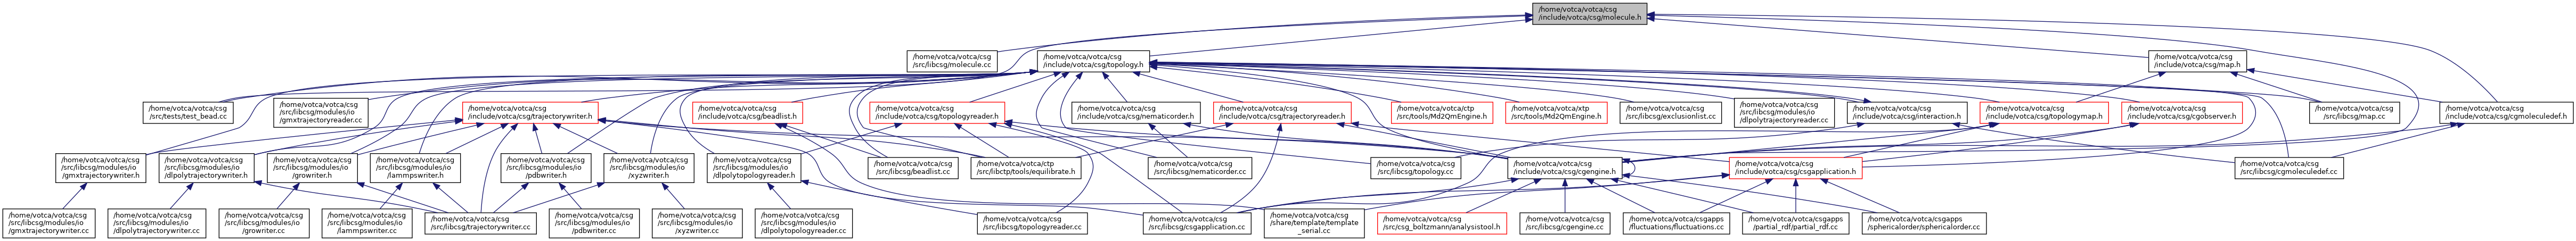 /home/votca/votca/csg
/include/votca/csg/molecule.h
/home/votca/votca/csg
/src/libcsg/molecule.cc
/home/votca/votca/csg
/include/votca/csg/topology.h
/home/votca/votca/csg
/include/votca/csg/map.h
/home/votca/votca/csg
/src/tests/test_bead.cc
/home/votca/votca/csg
/src/libcsg/modules/io
/gmxtrajectoryreader.cc
/home/votca/votca/csg
/include/votca/csg/trajectorywriter.h
/home/votca/votca/csg
/include/votca/csg/beadlist.h
/home/votca/votca/csg
/include/votca/csg/topologyreader.h
/home/votca/votca/csg
/include/votca/csg/nematicorder.h
/home/votca/votca/csg
/include/votca/csg/trajectoryreader.h
/home/votca/votca/ctp
/src/tools/Md2QmEngine.h
/home/votca/votca/xtp
/src/tools/Md2QmEngine.h
/home/votca/votca/csg
/src/libcsg/exclusionlist.cc
/home/votca/votca/csg
/src/libcsg/modules/io
/dlpolytrajectoryreader.cc
/home/votca/votca/csg
/include/votca/csg/interaction.h
/home/votca/votca/csg
/include/votca/csg/topologymap.h
/home/votca/votca/csg
/include/votca/csg/cgobserver.h
/home/votca/votca/csg
/src/libcsg/map.cc
/home/votca/votca/csg
/include/votca/csg/cgmoleculedef.h
/home/votca/votca/csg
/src/libcsg/modules/io
/gmxtrajectorywriter.h
/home/votca/votca/csg
/src/libcsg/modules/io
/dlpolytrajectorywriter.h
/home/votca/votca/csg
/src/libcsg/modules/io
/growriter.h
/home/votca/votca/csg
/src/libcsg/modules/io
/lammpswriter.h
/home/votca/votca/csg
/src/libcsg/modules/io
/pdbwriter.h
/home/votca/votca/csg
/src/libcsg/modules/io
/xyzwriter.h
/home/votca/votca/csg
/src/libcsg/modules/io
/dlpolytopologyreader.h
/home/votca/votca/csg
/src/libcsg/beadlist.cc
/home/votca/votca/ctp
/src/libctp/tools/equilibrate.h
/home/votca/votca/csg
/src/libcsg/nematicorder.cc
/home/votca/votca/csg
/src/libcsg/topology.cc
/home/votca/votca/csg
/include/votca/csg/cgengine.h
/home/votca/votca/csg
/include/votca/csg/csgapplication.h
/home/votca/votca/csg
/src/libcsg/cgmoleculedef.cc
/home/votca/votca/csg
/src/libcsg/modules/io
/gmxtrajectorywriter.cc
/home/votca/votca/csg
/src/libcsg/modules/io
/dlpolytrajectorywriter.cc
/home/votca/votca/csg
/src/libcsg/modules/io
/growriter.cc
/home/votca/votca/csg
/src/libcsg/modules/io
/lammpswriter.cc
/home/votca/votca/csg
/src/libcsg/trajectorywriter.cc
/home/votca/votca/csg
/src/libcsg/modules/io
/pdbwriter.cc
/home/votca/votca/csg
/src/libcsg/modules/io
/xyzwriter.cc
/home/votca/votca/csg
/src/libcsg/modules/io
/dlpolytopologyreader.cc
/home/votca/votca/csg
/src/libcsg/topologyreader.cc
/home/votca/votca/csg
/src/libcsg/csgapplication.cc
/home/votca/votca/csg
/share/template/template
_serial.cc
/home/votca/votca/csg
/src/csg_boltzmann/analysistool.h
/home/votca/votca/csg
/src/libcsg/cgengine.cc
/home/votca/votca/csgapps
/fluctuations/fluctuations.cc
/home/votca/votca/csgapps
/partial_rdf/partial_rdf.cc
/home/votca/votca/csgapps
/sphericalorder/sphericalorder.cc